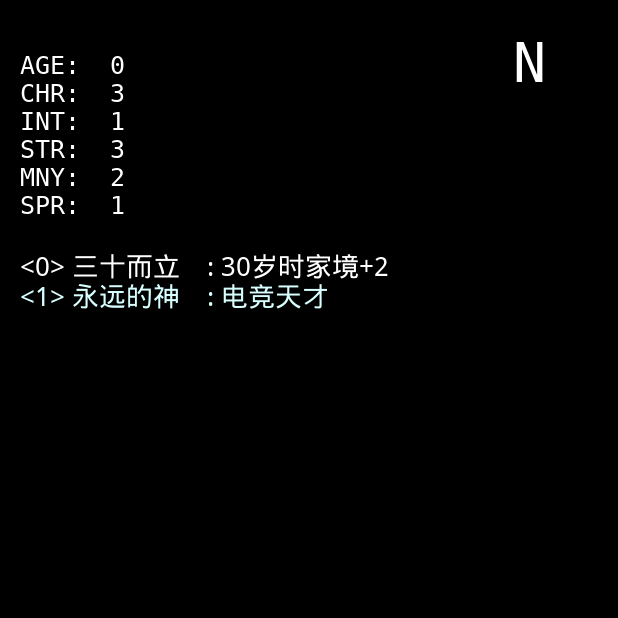 N
AGE: 0
CHR: 3
INT: 1
STR: 3
MNY: 2
SPR: 1
<0> 三十而立 :30岁时家境+2
<1> 永远的神 :电竞天才